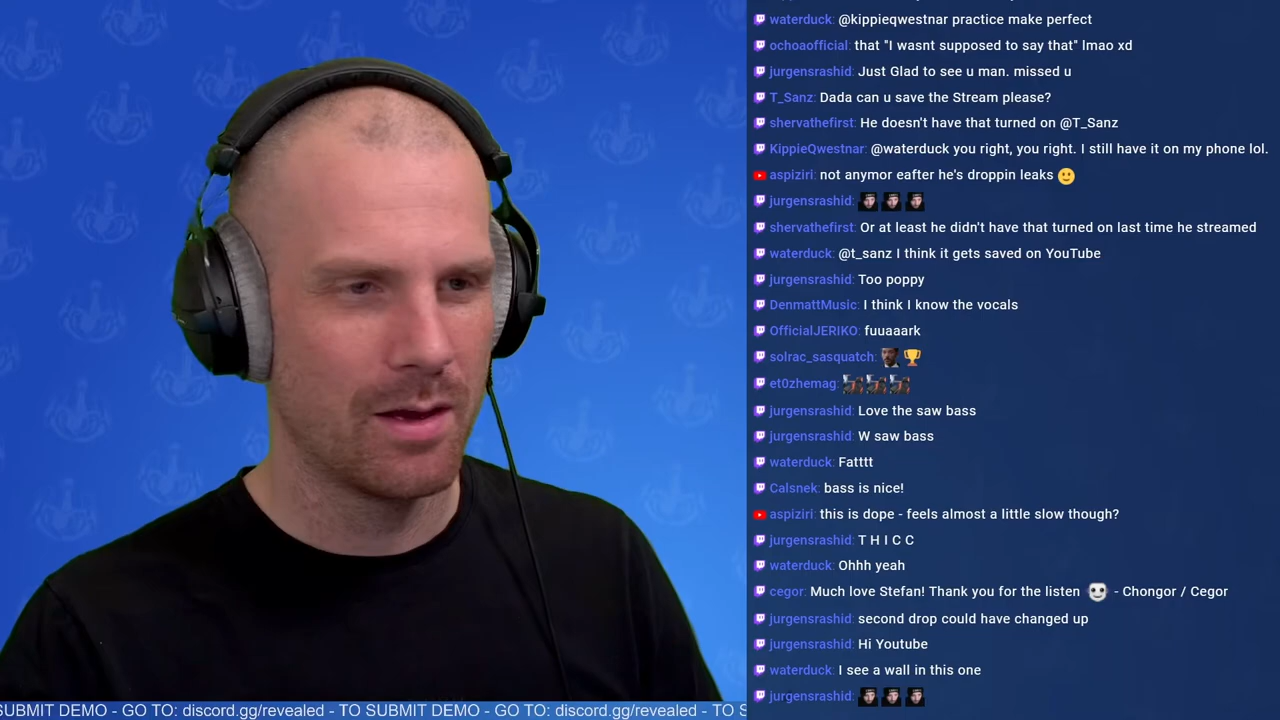 waterduck: @kippieqwestnar practice make perfect
ochoaofficial: that "I wasnt supposed to say that" lmao xd
jurgensrashid: Just Glad to see u man. missed u
T_Sanz: Dada can u save the Stream please?
shervathefirst: He doesn't have that turned on @T_Sanz
KippieQwestnar: @waterduck you right, you right. I still have it on my phone lol.
aspiziri: not anymor eafter he's droppin leaks
jurgensrashid:
shervathefirst: Or at least he didn't have that turned on last time he streamed
waterduck: @t_sanz I think it gets saved on YouTube
jurgensrashid: Too poppy
DenmattMusic: I think I know the vocals
OfficialJERIKO: fuuaaark
solrac_sasquatch:
et0zhemag:
jurgensrashid: Love the saw bass
jurgensrashid: W saw bass
waterduck: Fatttt
Calsnek: bass is nice!
aspiziri: this is dope - feels almost a little slow though?
jurgensrashid: T H I C C
waterduck: Ohhh yeah
cegor: Much love Stefan! Thank you for the listen - Chongor / Cegor
jurgensrashid: second drop could have changed up
jurgensrashid: Hi Youtube
waterduck: I see a wall in this one
jurgensrashid:
SUBMIT DEMO - GO TO: discord.gg/revealed - TO SUBMIT DEMO - GO TO: discord.gg/revealed - TO S